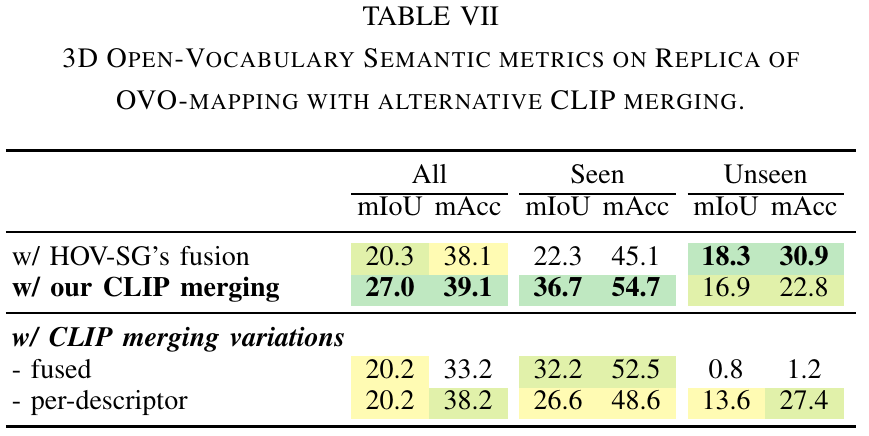 TABLE VII
3D OPEN-VOCABULARY SEMANTIC METRICS ON REPLICA OF
OVO-MAPPING WITH ALTERNATIVE CLIP MERGING.
All Seen Unseen
mIoU mAcc mIoU mAcc mIoU mAcc
w/ HOV-SG's fusion 20.3 38.1 22.3 45.1 18.3 30.9
w/ our CLIP merging 27.0 39.1 36.7 54.7 16.9 22.8
w/ CLIP merging variations
- fused 20.2 33.2 32.2 52.5 0.8 1.2
- per-descriptor 20.2 38.2 26.6 48.6 13.6 27.4